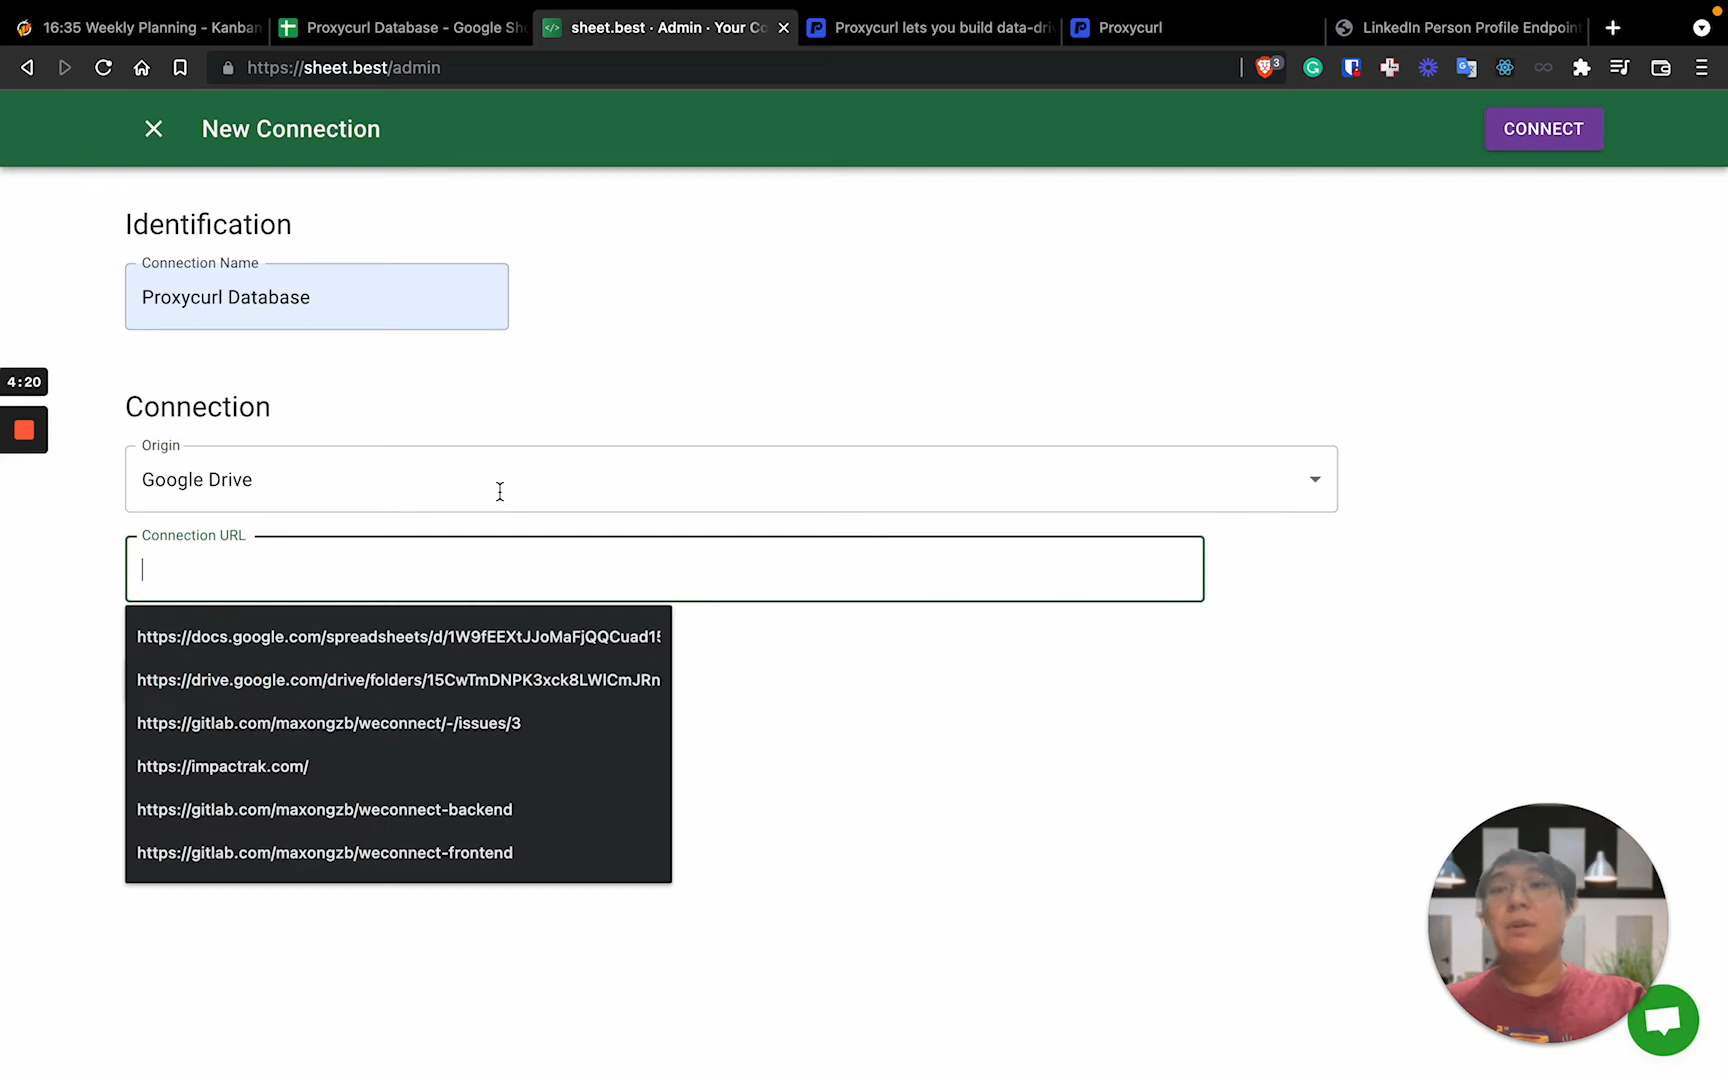 16:35 Weekly Planning - Kanban
Proxycurl Database - Google She
sheet.best · Admin · Your Co
Proxycurl lets you build data-dri
Proxycurl
LinkedIn Person Profile Endpoint
https://sheet.best/admin
3
New Connection
CONNECT
Identification
Connection Name
Proxycurl Database
4:20
Connection
Origin
Google Drive
Connection URL
https://docs.google.com/spreadsheets/d/1W9fEEXtJJoMaFjQQCuad15
https://drive.google.com/drive/folders/15CwTmDNPK3xck8LWlCmJRn
https://gitlab.com/maxongzb/weconnect/-/issues/3
https://impactrak.com/
https://gitlab.com/maxongzb/weconnect-backend
https://gitlab.com/maxongzb/weconnect-frontend